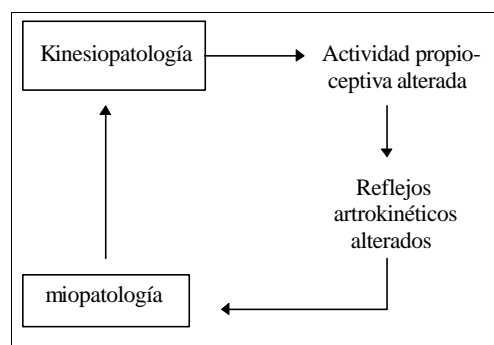 Kinesiopatología
Actividad propio-
ceptiva alterada
Reflejos
artrokinéticos
alterados
miopatología